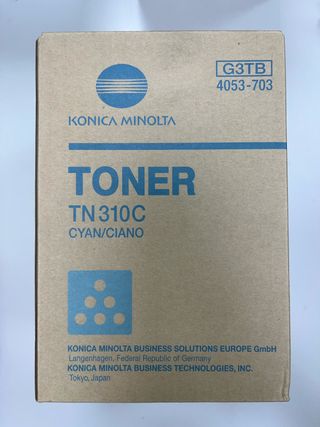 G3TB
4053-703
KONICA MINOLTA
TONER
TN310C
CYAN/CIANO
KONICA MINOLTA BUSINESS SOLUTIONS EUROPE GmbH
Langenhagen, Federal Republic of Germany
KONICA MINOLTA BUSINESS TECHNOLOGIES, INC.
Tokyo, Japan